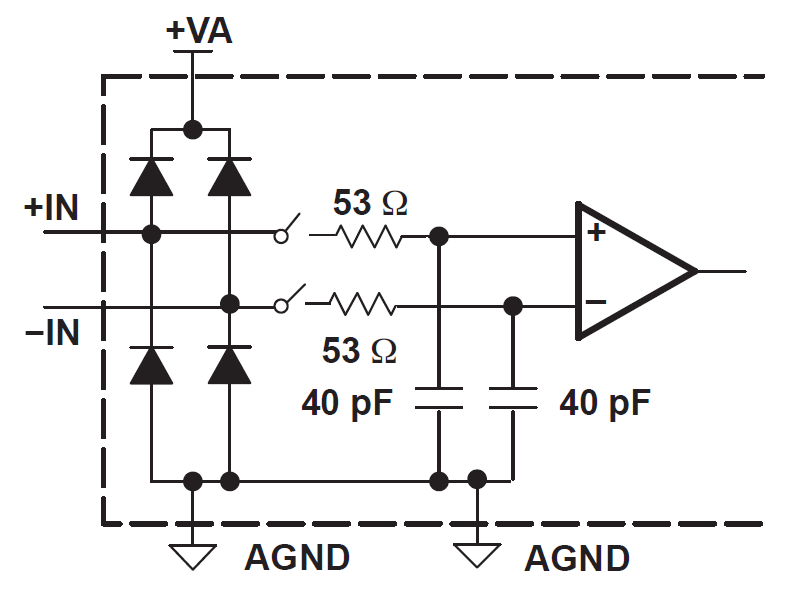 +VA
+IN
53 Ω
+
−IN
−
53 Ω
40 pF
40 pF
AGND
AGND